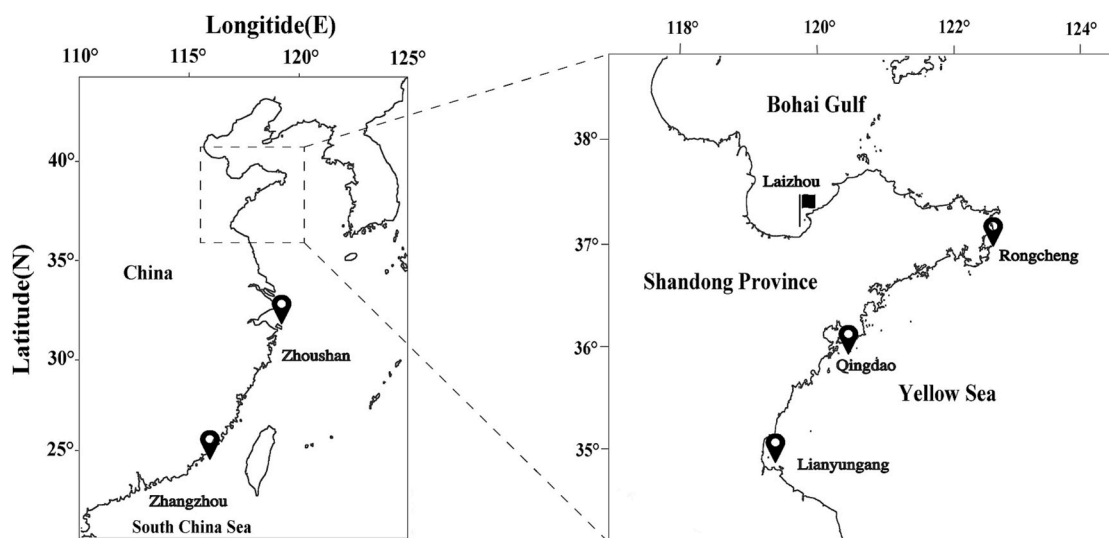 Longitide(E)
110° 115° 120° 125°
Latitude(N)
40°
35°
30°
25°
China
Zhoushan
Zhangzhou
South China Sea
118° 120° 122° 124°
38°
37°
36°
35°
Bohai Gulf
Laizhou
Rongcheng
Shandong Province
Qingdao
Yellow Sea
Lianyungang